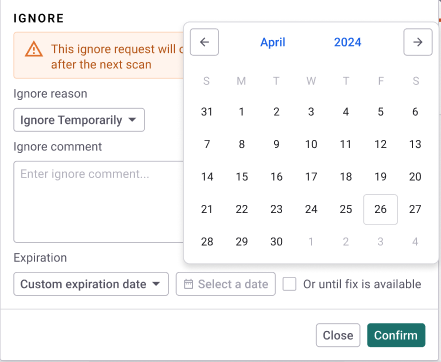 IGNORE
This ignore request will
after the next scan
Ignore reason
Ignore Temporarily
Ignore comment
Enter ignore comment...
April 2024
S M T W T F S
31 1 2 3 4 5 6
7 8 9 10 11 12 13
14 15 16 17 18 19 20
21 22 23 24 25 26 27
28 29 30 1 2 3 4
Expiration
Custom expiration date
Select a date
Or until fix is available
Close
Confirm